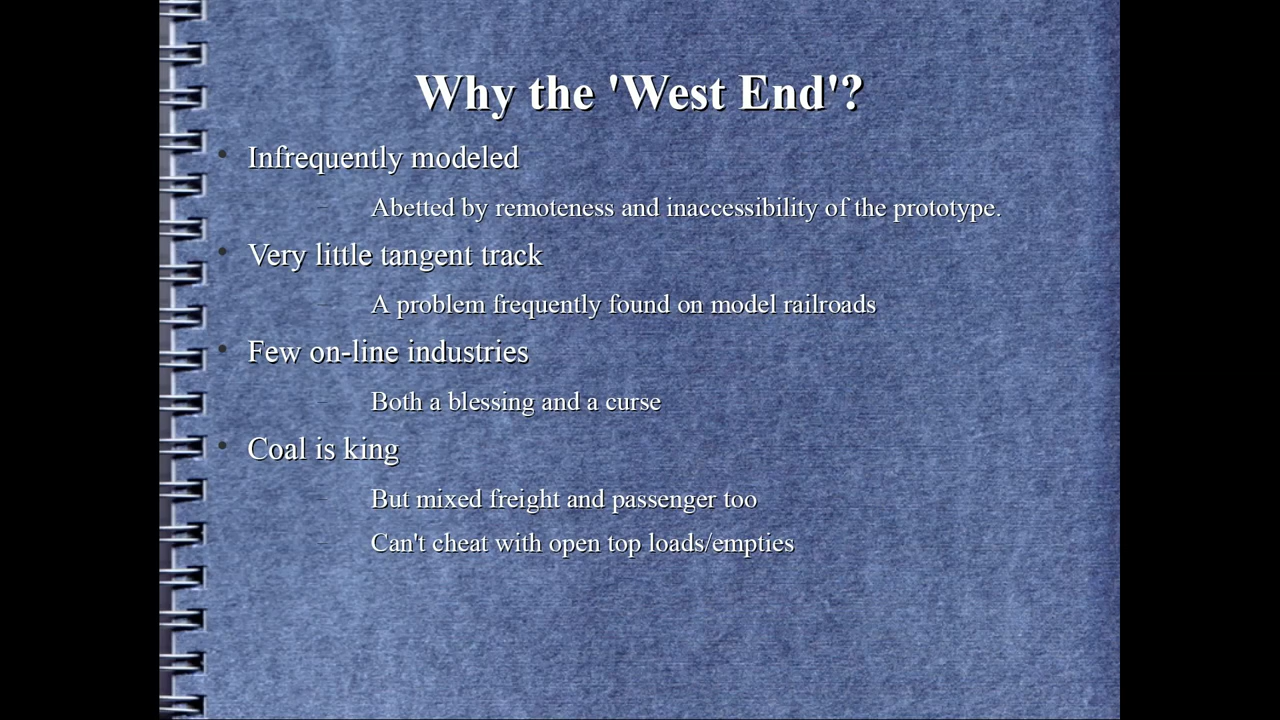 Why the 'West End'?
• Infrequently modeled
– Abetted by remoteness and inaccessibility of the prototype.
• Very little tangent track
– A problem frequently found on model railroads
• Few on-line industries
– Both a blessing and a curse
• Coal is king
– But mixed freight and passenger too
– Can't cheat with open top loads/empties